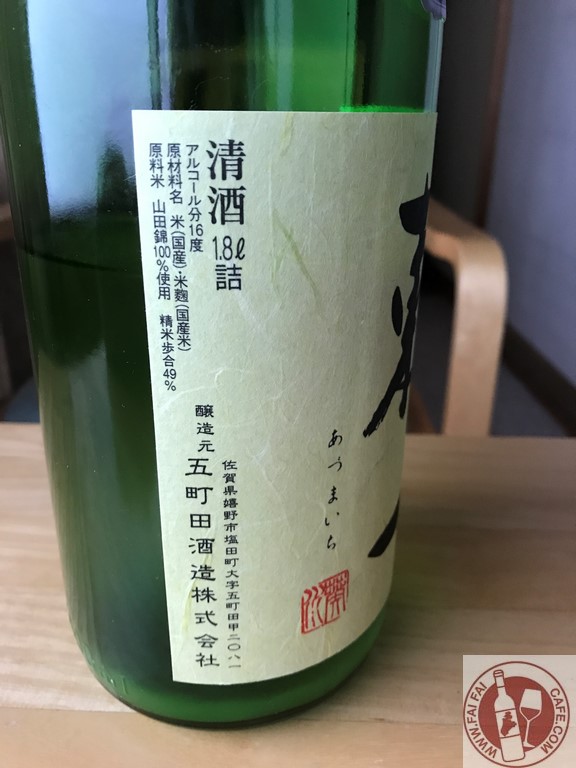 東一
あづまいち
清酒 1.8ℓ詰
アルコール分16度
原材料名 米(国産)・米麹(国産米)
原料米 山田錦100%使用 精米歩合49%
佐賀県嬉野市塩田町大字五町田甲二〇八一
醸造元 五町田酒造株式会社
WWW.FAI FAI CAFE.COM